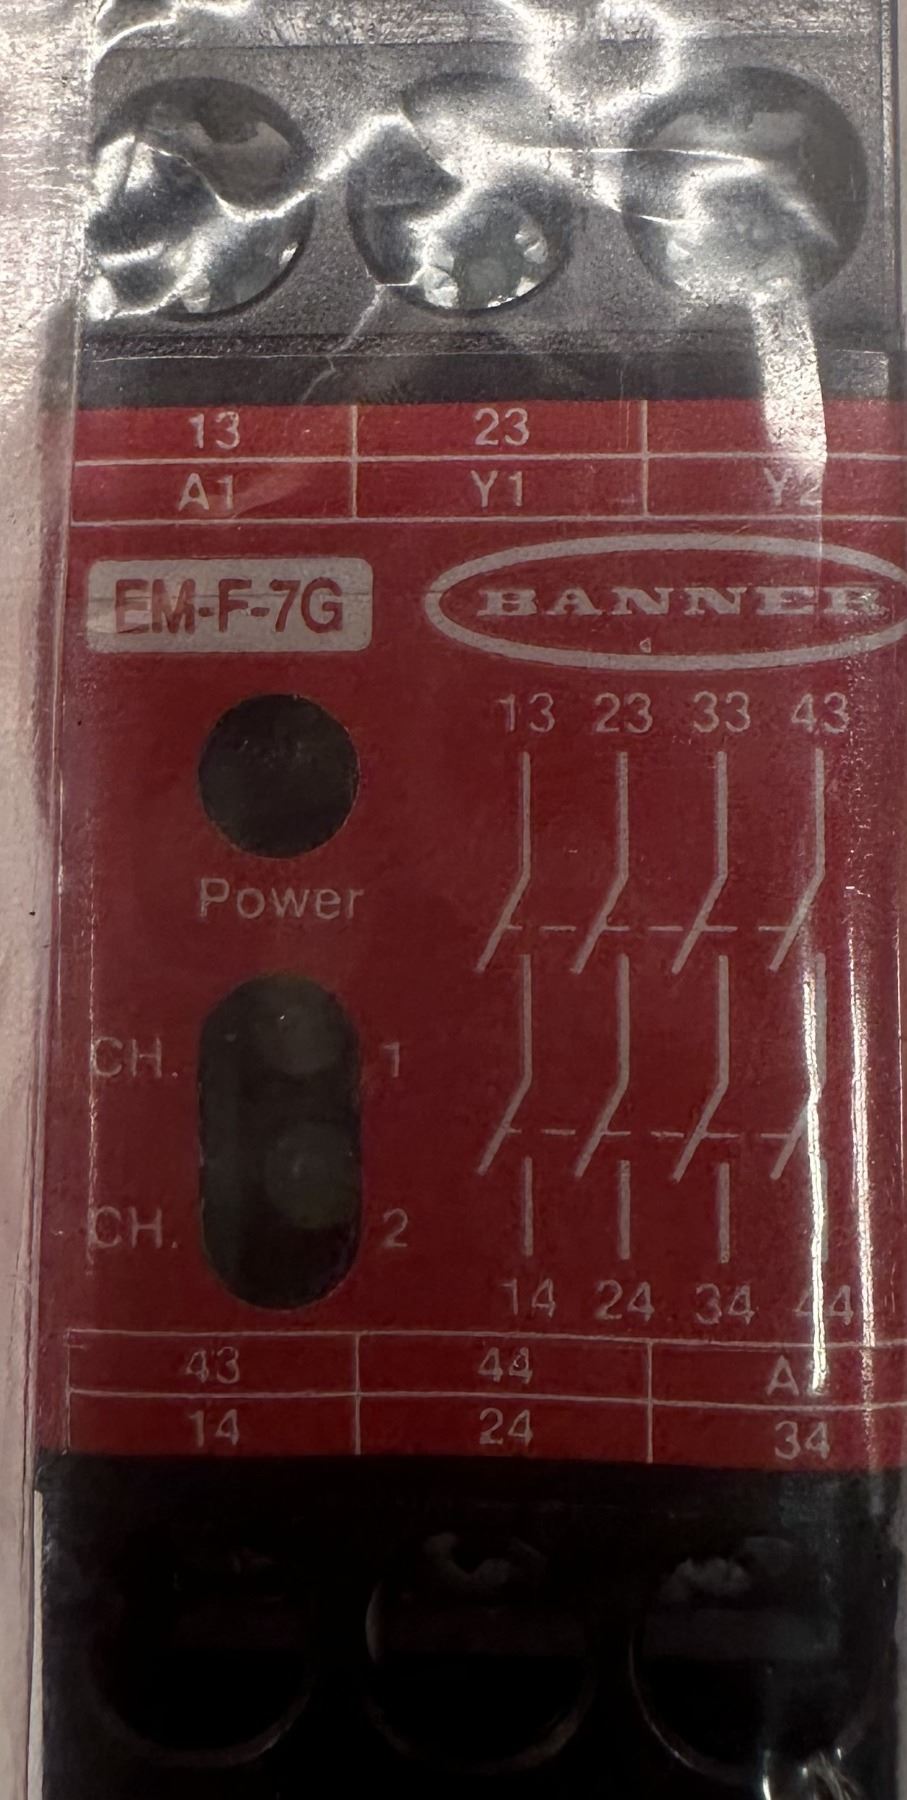 13 23
A1 Y1 Y2
EM-F-7G BANNER
13 23 33 43
Power
CH. 1
CH. 2
14 24 34 44
43 44
14 24 34